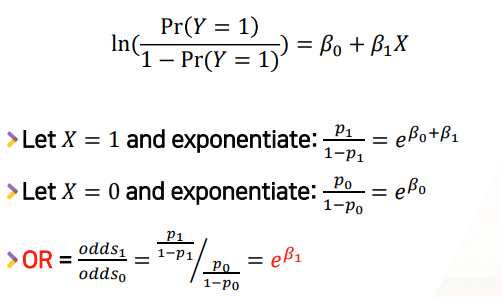 ln(Pr(Y = 1)/(1 − Pr(Y = 1))) = β₀ + β₁X
Let X = 1 and exponentiate: p₁/(1−p₁) = e^(β₀+β₁)
Let X = 0 and exponentiate: p₀/(1−p₀) = e^(β₀)
OR = odds₁/odds₀ = (p₁/(1−p₁))/(p₀/(1−p₀)) = e^(β₁)